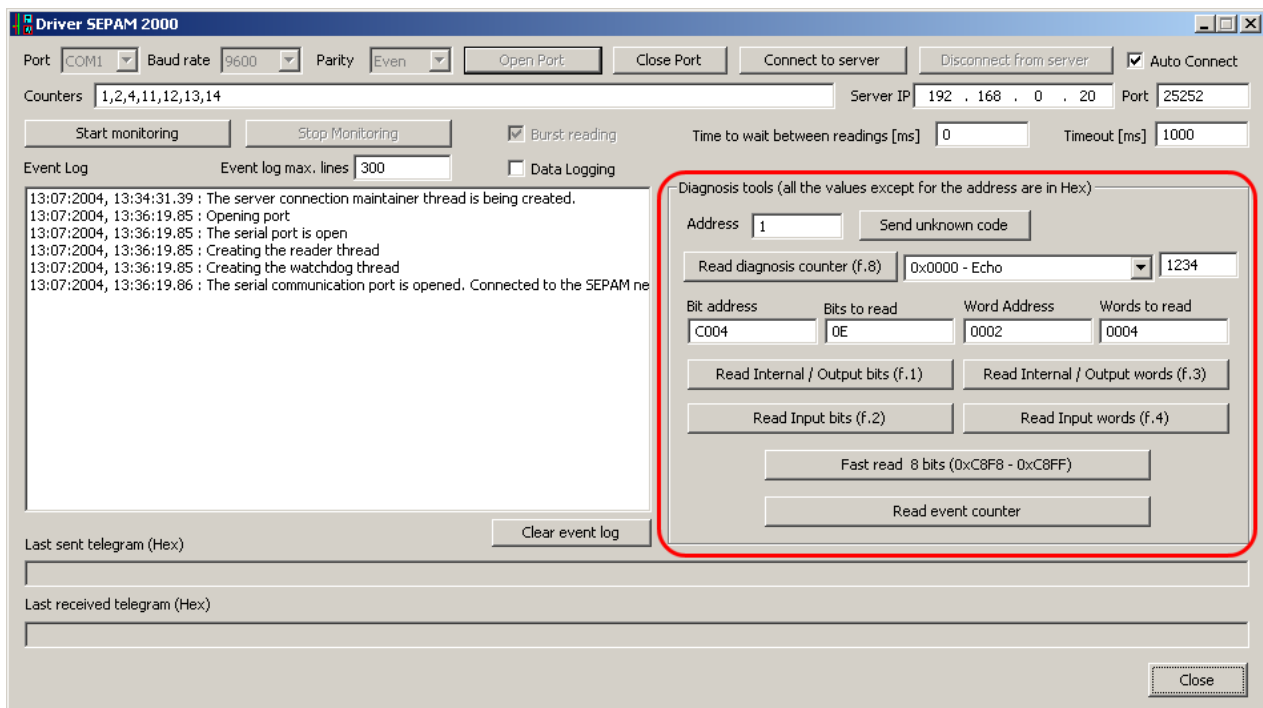 Driver SEPAM 2000
Port COM1 Baud rate 9600 Parity Even Open Port Close Port Connect to server Disconnect from server Auto Connect
Counters 1,2,4,11,12,13,14 Server IP 192 . 168 . 0 . 20 Port 25252
Start monitoring Stop Monitoring Burst reading Time to wait between readings [ms] 0 Timeout [ms] 1000
Event Log Event log max. lines 300 Data Logging
13:07:2004, 13:34:31.39 : The server connection maintainer thread is being created.
13:07:2004, 13:36:19.85 : Opening port
13:07:2004, 13:36:19.85 : The serial port is open
13:07:2004, 13:36:19.85 : Creating the reader thread
13:07:2004, 13:36:19.85 : Creating the watchdog thread
13:07:2004, 13:36:19.86 : The serial communication port is opened. Connected to the SEPAM ne
Diagnosis tools (all the values except for the address are in Hex)
Address 1 Send unknown code
Read diagnosis counter (f.8) 0x0000 - Echo 1234
Bit address Bits to read Word Address Words to read
C004 0E 0002 0004
Read Internal / Output bits (f.1) Read Internal / Output words (f.3)
Read Input bits (f.2) Read Input words (f.4)
Fast read 8 bits (0xC8F8 - 0xC8FF)
Read event counter
Clear event log
Last sent telegram (Hex)
Last received telegram (Hex)
Close